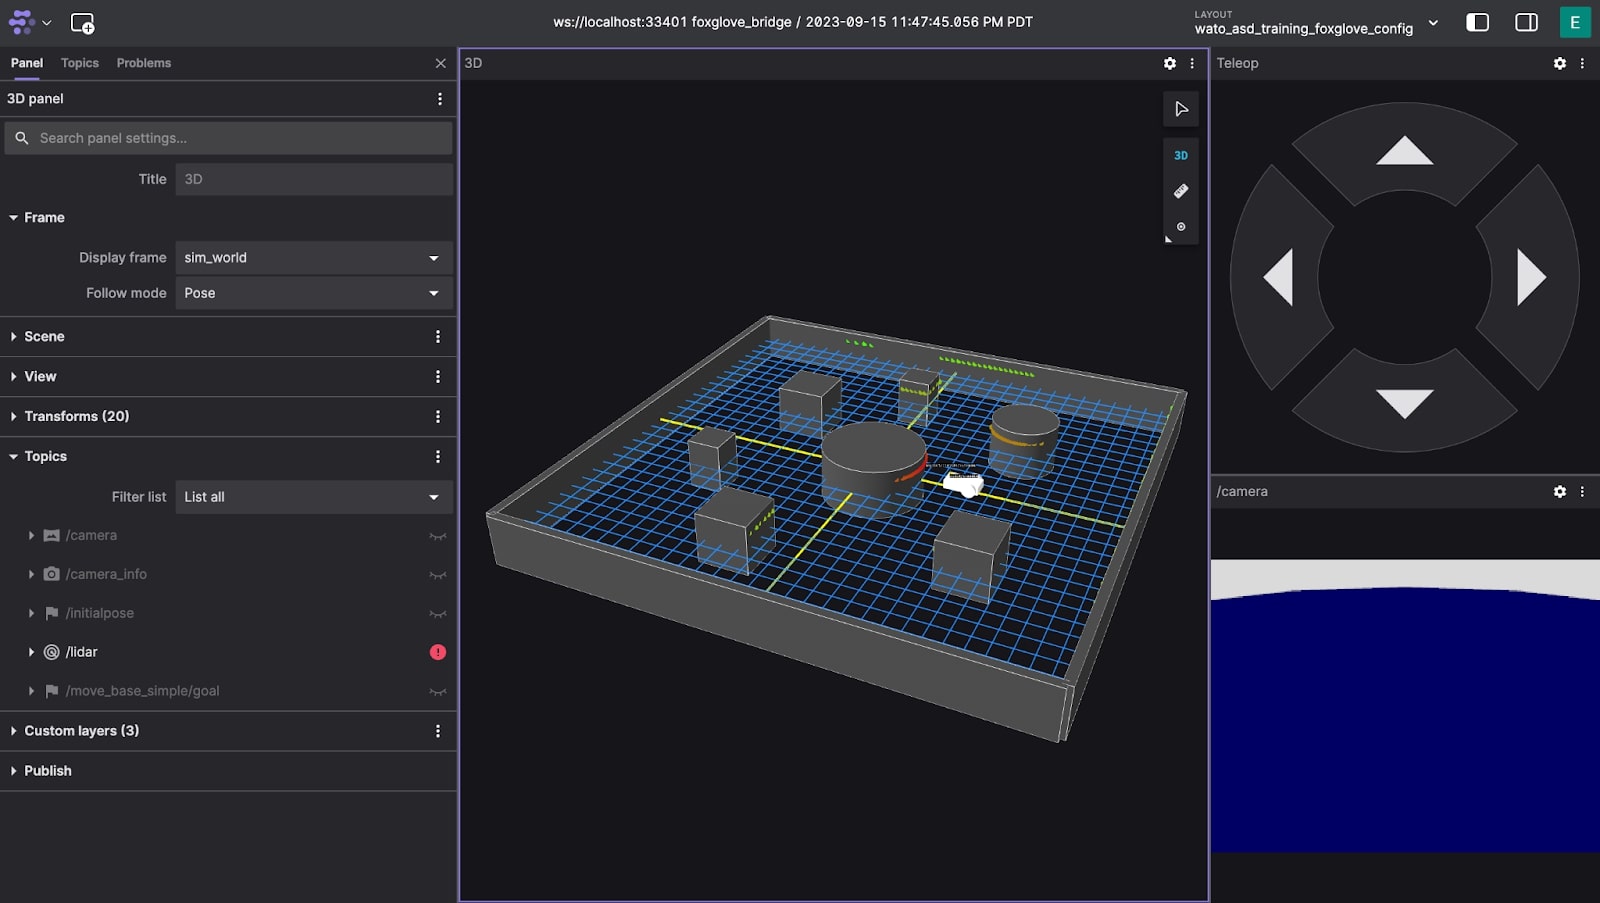 ws://localhost:33401 foxglove_bridge / 2023-09-15 11:47:45.056 PM PDT
LAYOUT
wato_asd_training_foxglove_config
E
Panel
Topics
Problems
3D panel
Search panel settings...
Title
3D
Frame
Display frame
sim_world
Follow mode
Pose
Scene
View
Transforms (20)
Topics
Filter list
List all
/camera
/camera_info
/initialpose
/lidar
!
/move_base_simple/goal
Custom layers (3)
Publish
3D
3D
Teleop
/camera